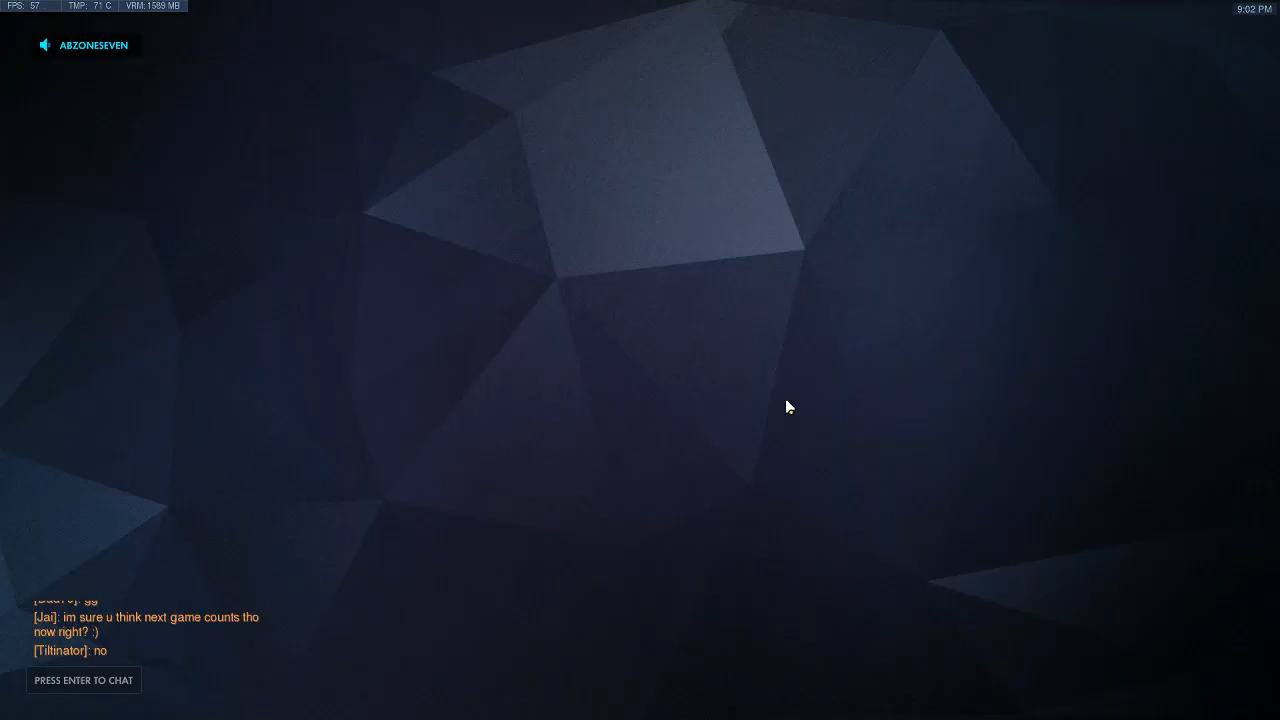 FPS: 57 TMP: 71 C VRM: 1589 MB
9:02 PM
ABZONESEVEN
gg
[Jai]: im sure u think next game counts tho
now right? :)
[Tiltinator]: no
PRESS ENTER TO CHAT